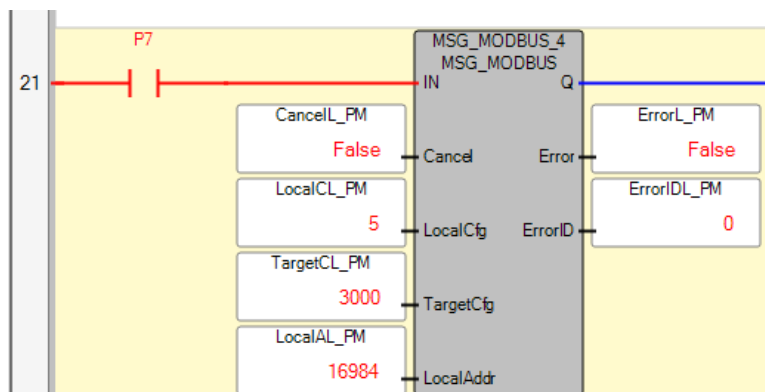 P7
MSG_MODBUS_4
MSG_MODBUS
21
IN Q
CancelL_PM
False
Cancel
Error
ErrorL_PM
False
LocalCL_PM
5
LocalCfg
ErrorID
ErrorIDL_PM
0
TargetCL_PM
3000
TargetCfg
LocalAL_PM
16984
LocalAddr